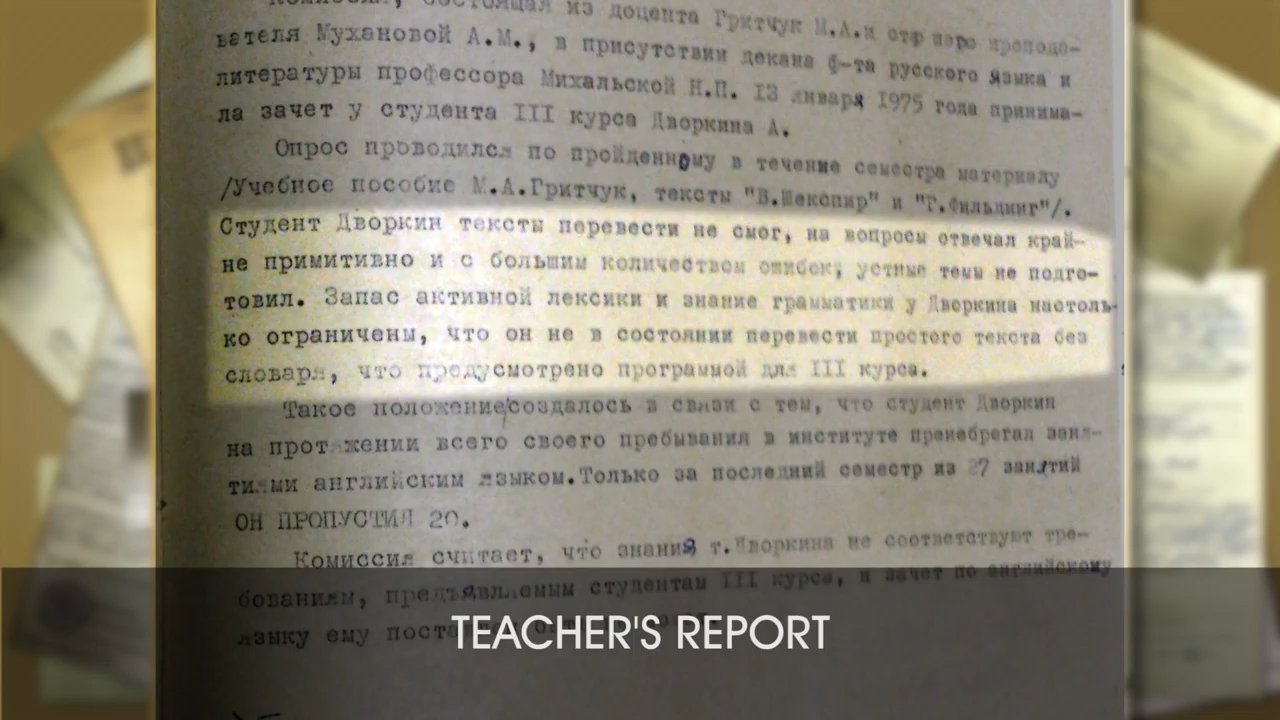 Комиссия, состоящая из доцента Гритчук М.А.и
вателя Мухановой А.М., в присутствии декана ф-та русского языка и
литературы профессора Михальской Н.П. 13 января 1975 года принима-
ла зачет у студента III курса Дворкина А.
Опрос проводился по пройденному в течение семестра материалу
/Учебное пособие М.А.Гритчук, тексты "В.Шекспир" и "Г.Фильдинг"/.
Студент Дворкин тексты перевести не смог, на вопросы отвечал край-
не примитивно и с большим количеством ошибок, устные темы не подго-
товил. Запас активной лексики и знание грамматики у Дворкина настоль-
ко ограничены, что он не в состоянии перевести простого текста без
словаря, что предусмотрено программой для III курса.
Такое положение создалось в связи с тем, что студент Дворкин
на протяжении всего своего пребывания в институте пренебрегал заня-
тиями английским языком.Только за последний семестр из 27 занятий
ОН ПРОПУСТИЛ 20.
Комиссия считает, что знания т.Дворкина не соответствуют тре-
бованиям, предъявляемым студентам III курса, и зачет по английскому
языку ему
TEACHER'S REPORT